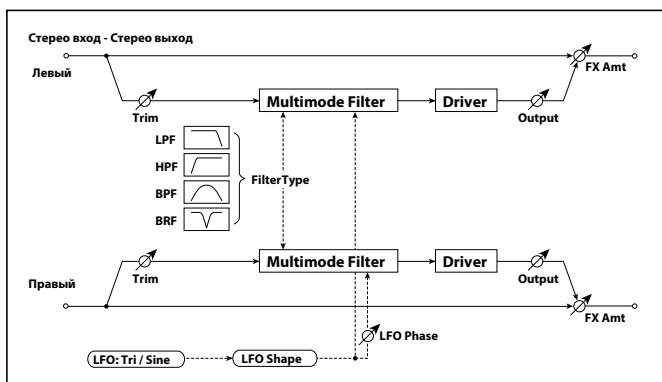 Стерео вход - Стерео выход
Левый
FX Amt
Multimode Filter
Driver
Trim
Output
LPF
HPF
FilterType
BPF
BRF
Multimode Filter
Driver
Trim
Output
Правый
FX Amt
LFO Phase
LFO: Tri / Sine
LFO Shape